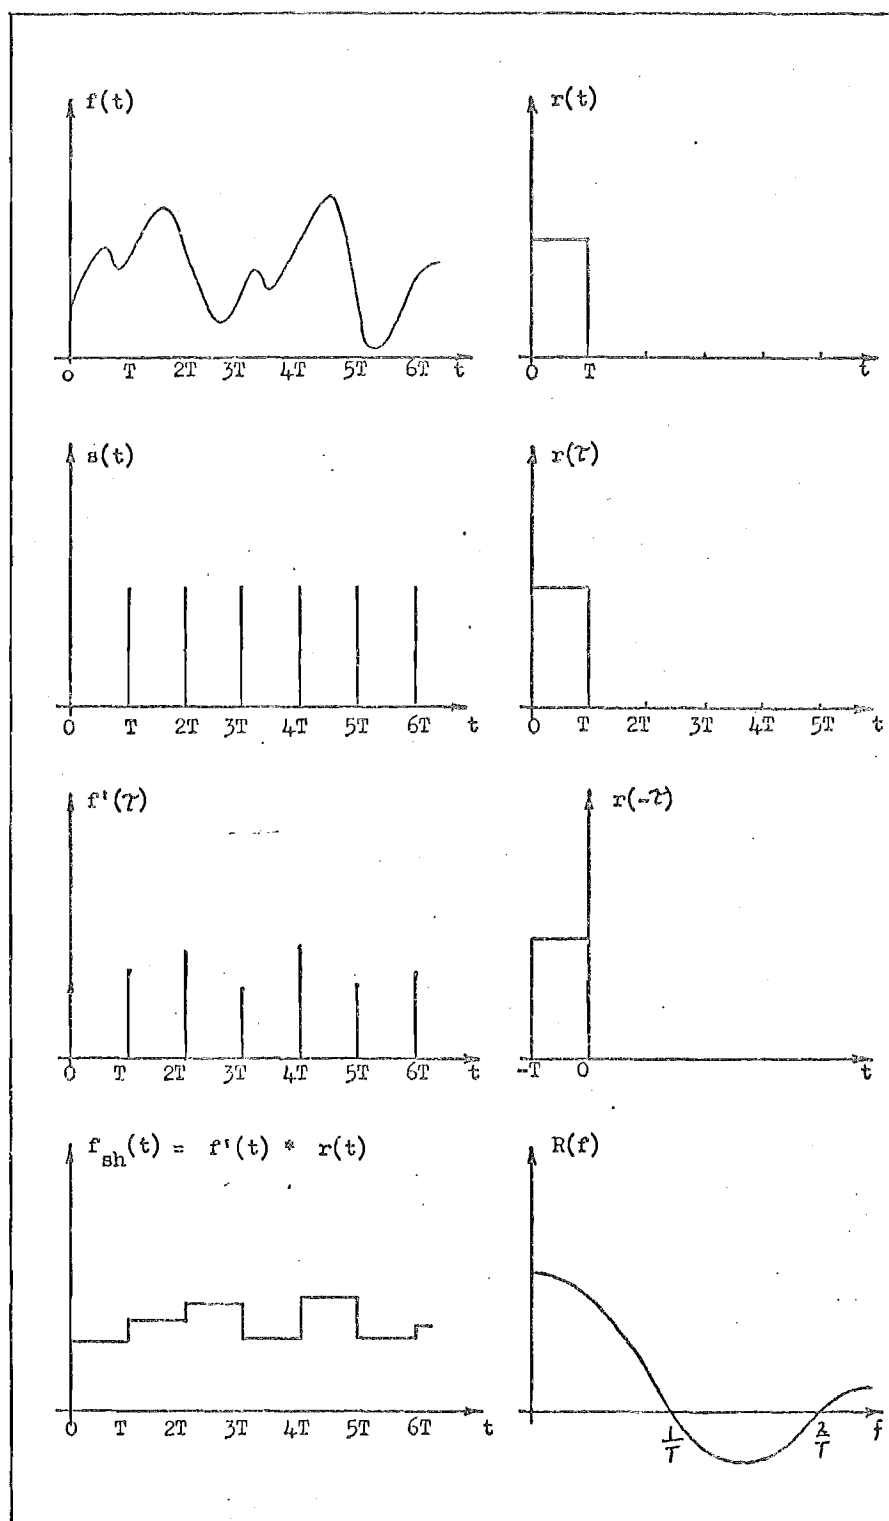 f(t)
0 T 2T 3T 4T 5T 6T t
r(t)
0 T t
s(t)
0 T 2T 3T 4T 5T 6T t
r(τ)
0 T 2T 3T 4T 5T t
f'(τ)
0 T 2T 3T 4T 5T 6T t
r(-τ)
-T 0 t
f_sh(t) = f'(t) * r(t)
0 T 2T 3T 4T 5T 6T t
R(f)
1/T 2/T f